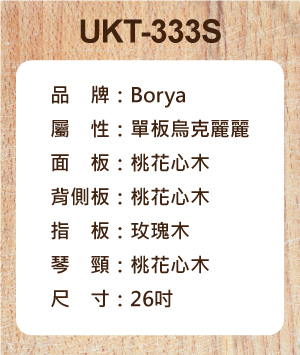 UKT-333S
品　牌：Borya
屬　性：單板烏克麗麗
面　板：桃花心木
背側板：桃花心木
指　板：玫瑰木
琴　頸：桃花心木
尺　寸：26吋